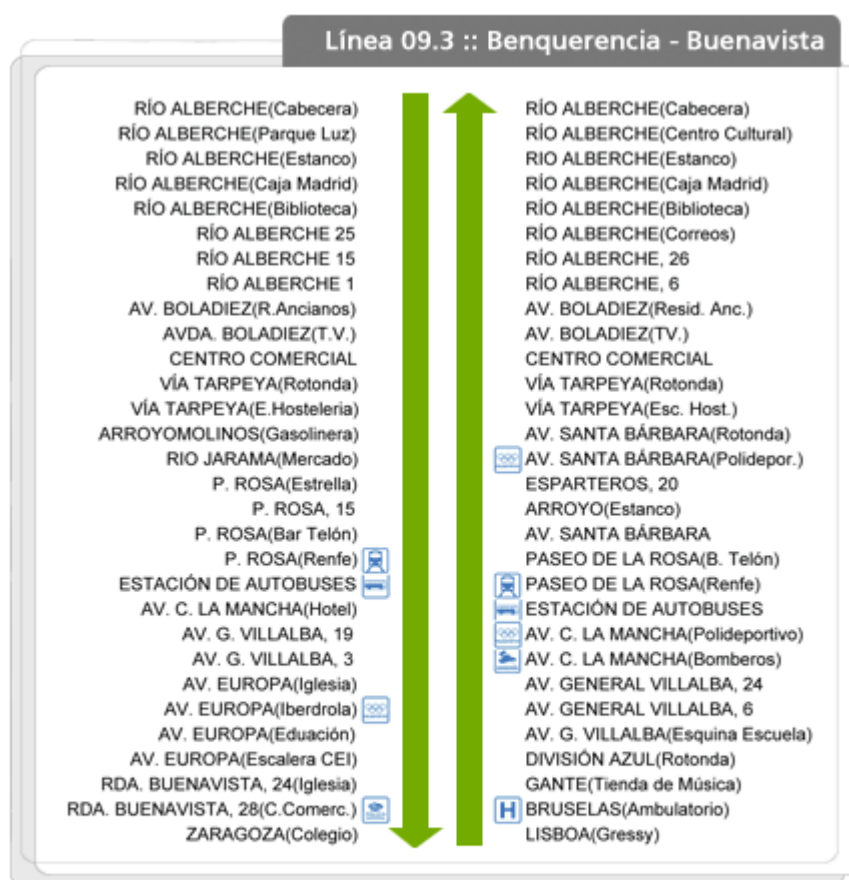 Línea 09.3 :: Benquerencia - Buenavista
RÍO ALBERCHE(Cabecera)
RÍO ALBERCHE(Parque Luz)
RÍO ALBERCHE(Estanco)
RÍO ALBERCHE(Caja Madrid)
RÍO ALBERCHE(Biblioteca)
RÍO ALBERCHE 25
RÍO ALBERCHE 15
RÍO ALBERCHE 1
AV. BOLADIEZ(R.Ancianos)
AVDA. BOLADIEZ(T.V.)
CENTRO COMERCIAL
VÍA TARPEYA(Rotonda)
VÍA TARPEYA(E.Hosteleria)
ARROYOMOLINOS(Gasolinera)
RIO JARAMA(Mercado)
P. ROSA(Estrella)
P. ROSA, 15
P. ROSA(Bar Telón)
P. ROSA(Renfe)
ESTACIÓN DE AUTOBUSES
AV. C. LA MANCHA(Hotel)
AV. G. VILLALBA, 19
AV. G. VILLALBA, 3
AV. EUROPA(Iglesia)
AV. EUROPA(Iberdrola)
AV. EUROPA(Eduación)
AV. EUROPA(Escalera CEI)
RDA. BUENAVISTA, 24(Iglesia)
RDA. BUENAVISTA, 28(C.Comerc.)
ZARAGOZA(Colegio)
RÍO ALBERCHE(Cabecera)
RÍO ALBERCHE(Centro Cultural)
RIO ALBERCHE(Estanco)
RÍO ALBERCHE(Caja Madrid)
RÍO ALBERCHE(Biblioteca)
RÍO ALBERCHE(Correos)
RÍO ALBERCHE, 26
RÍO ALBERCHE, 6
AV. BOLADIEZ(Resid. Anc.)
AV. BOLADIEZ(TV.)
CENTRO COMERCIAL
VÍA TARPEYA(Rotonda)
VÍA TARPEYA(Esc. Host.)
AV. SANTA BÁRBARA(Rotonda)
AV. SANTA BÁRBARA(Polidepor.)
ESPARTEROS, 20
ARROYO(Estanco)
AV. SANTA BÁRBARA
PASEO DE LA ROSA(B. Telón)
PASEO DE LA ROSA(Renfe)
ESTACIÓN DE AUTOBUSES
AV. C. LA MANCHA(Polideportivo)
AV. C. LA MANCHA(Bomberos)
AV. GENERAL VILLALBA, 24
AV. GENERAL VILLALBA, 6
AV. G. VILLALBA(Esquina Escuela)
DIVISIÓN AZUL(Rotonda)
GANTE(Tienda de Música)
H BRUSELAS(Ambulatorio)
LISBOA(Gressy)